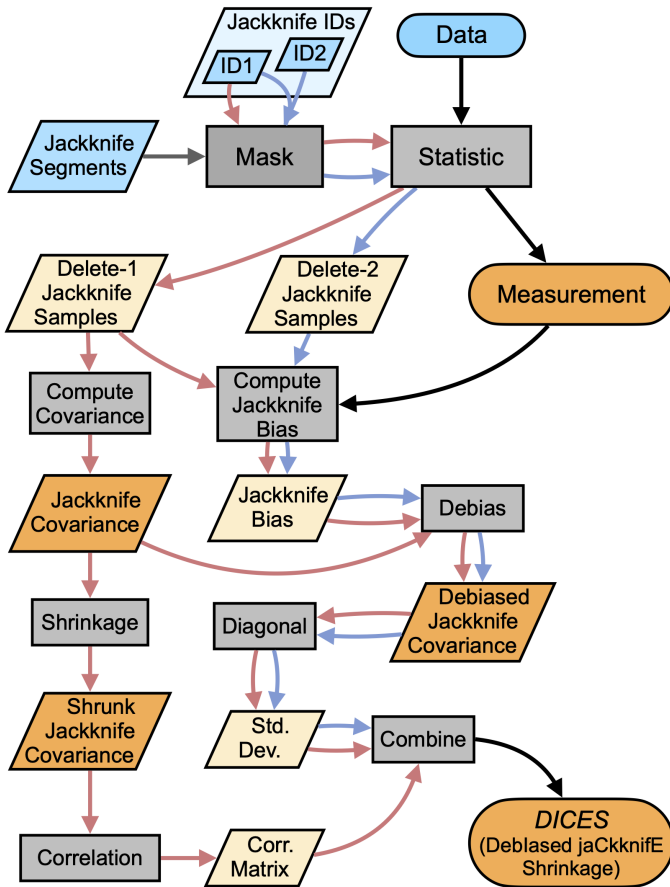 Jackknife IDs
ID1
ID2
Data
Jackknife
Segments
Mask
Statistic
Delete-1
Jackknife
Samples
Delete-2
Jackknife
Samples
Measurement
Compute
Covariance
Compute
Jackknife
Bias
Jackknife
Covariance
Jackknife
Bias
Debias
Shrinkage
Diagonal
Debiased
Jackknife
Covariance
Shrunk
Jackknife
Covariance
Std.
Dev.
Combine
Correlation
Corr.
Matrix
DICES
(DebIased jaCkknifE
Shrinkage)